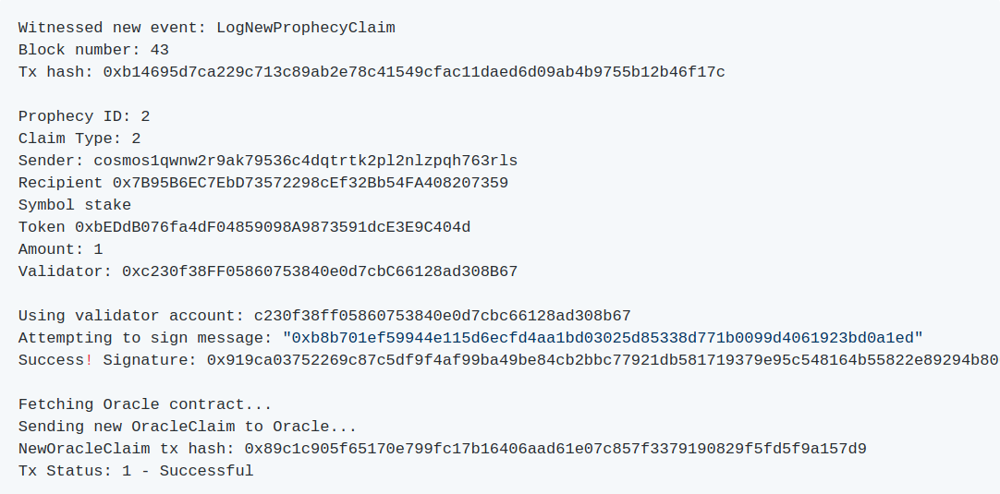 Witnessed new event: LogNewProphecyClaim
Block number: 43
Tx hash: 0xb14695d7ca229c713c89ab2e78c41549cfac11daed6d09ab4b9755b12b46f17c
Prophecy ID: 2
Claim Type: 2
Sender: cosmos1qwnw2r9ak79536c4dqtrtk2pl2nlzpqh763rls
Recipient 0x7B95B6EC7EbD73572298cEf32Bb54FA408207359
Symbol stake
Token 0xbEDdB076fa4dF04859098A9873591dcE3E9C404d
Amount: 1
Validator: 0xc230f38FF05860753840e0d7cbC66128ad308B67
Using validator account: c230f38ff05860753840e0d7cbc66128ad308b67
Attempting to sign message: "0xb8b701ef59944e115d6ecfd4aa1bd03025d85338d771b0099d4061923bd0a1ed"
Success! Signature: 0x919ca03752269c87c5df9f4af99ba49be84cb2bbc77921db581719379e95c548164b55822e89294b80
Fetching Oracle contract...
Sending new OracleClaim to Oracle...
NewOracleClaim tx hash: 0x89c1c905f65170e799fc17b16406aad61e07c857f3379190829f5fd5f9a157d9
Tx Status: 1 - Successful